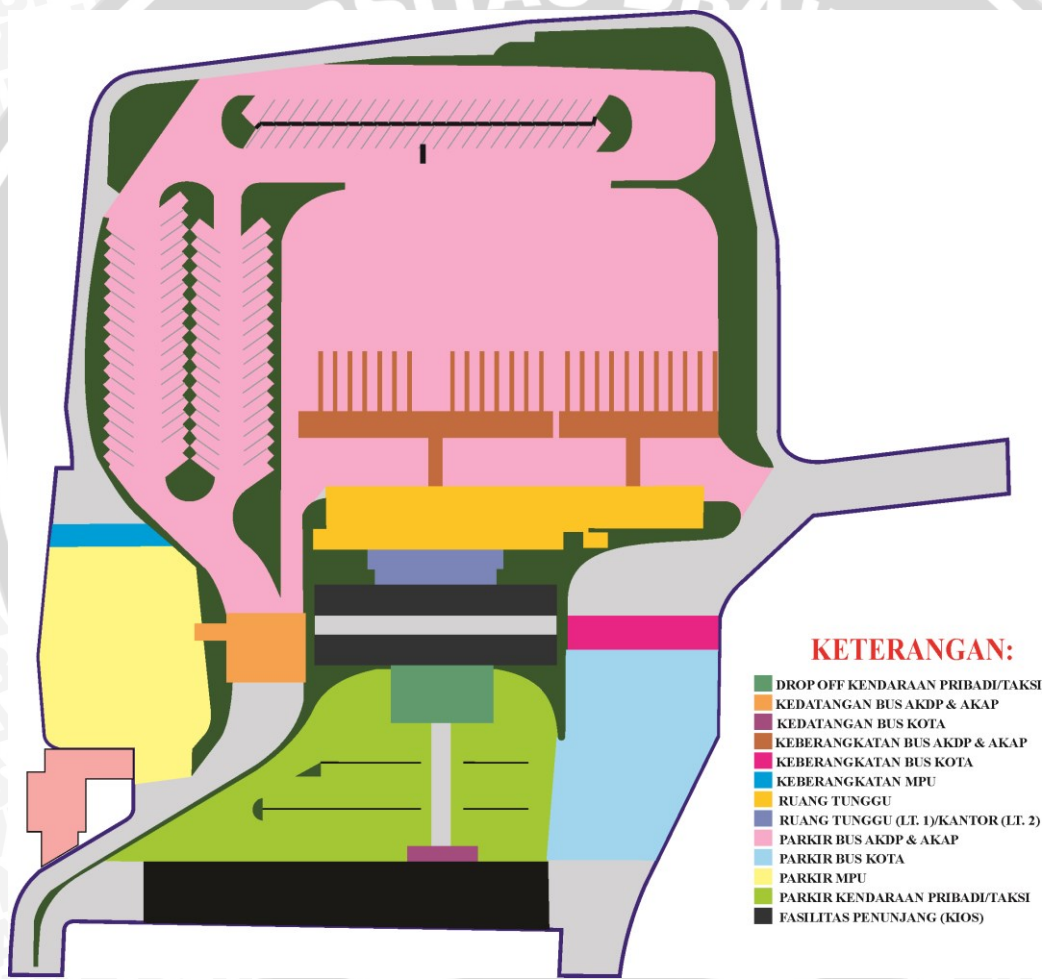 KETERANGAN:
DROP OFF KENDARAAN PRIBADI/TAKSI
KEDATANGAN BUS AKDP & AKAP
KEDATANGAN BUS KOTA
KEBERANGKATAN BUS AKDP & AKAP
KEBERANGKATAN BUS KOTA
KEBERANGKATAN MPU
RUANG TUNGGU
RUANG TUNGGU (LT. 1)/KANTOR (LT. 2)
PARKIR BUS AKDP & AKAP
PARKIR BUS KOTA
PARKIR MPU
PARKIR KENDARAAN PRIBADI/TAKSI
FASILITAS PENUNJANG (KIOS)